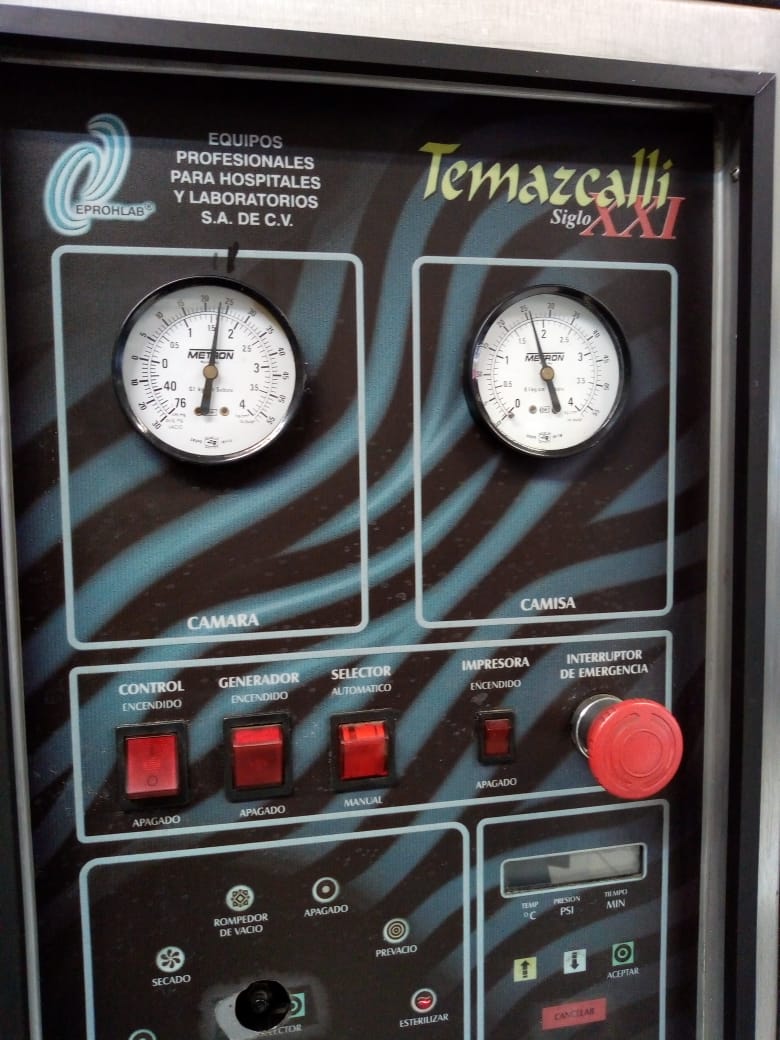 EQUIPOS
PROFESIONALES
PARA HOSPITALES
Y LABORATORIOS
S.A. DE C.V.
EPROHLAB®
Temazcalli
Siglo XXI
METRON
METRON
CAMARA
CAMISA
CONTROL
ENCENDIDO
APAGADO
GENERADOR
ENCENDIDO
APAGADO
SELECTOR
AUTOMATICO
MANUAL
IMPRESORA
ENCENDIDO
APAGADO
INTERRUPTOR
DE EMERGENCIA
ROMPEDOR
DE VACIO
APAGADO
PREVACIO
SECADO
ESTERILIZAR
TEMP
°C
PRESION
PSI
TIEMPO
MIN
ACEPTAR
CANCELAR